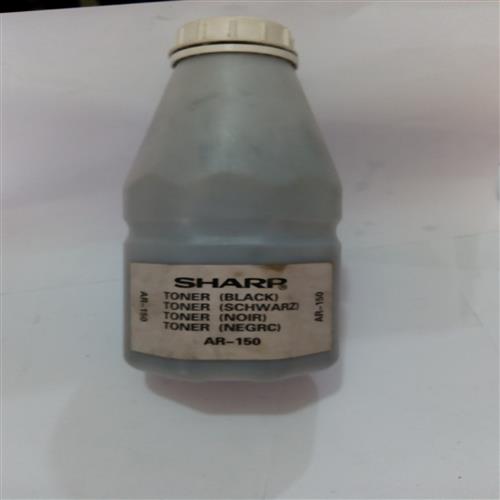 SHARP®
TONER (BLACK)
TONER (SCHWARZ)
TONER (NOIR)
TONER (NEGRC)
AR-150
AR-150
AR-150